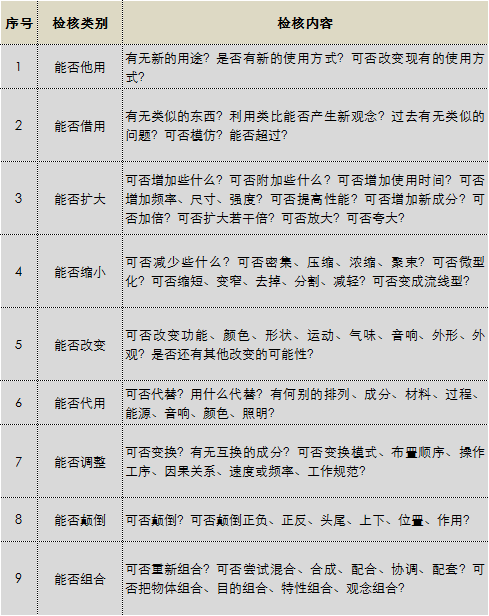 序号 检核类别 检核内容
1 能否他用 有无新的用途？是否有新的使用方式？可否改变现有的使用方
式？
2 能否借用 有无类似的东西？利用类比能否产生新观念？过去有无类似的
问题？可否模仿？能否超过？
3 能否扩大 可否增加些什么？可否附加些什么？可否增加使用时间？可否
增加频率、尺寸、强度？可否提高性能？可否增加新成分？可
否加倍？可否扩大若干倍？可否放大？可否夸大？
4 能否缩小 可否减少些什么？可否密集、压缩、浓缩、聚束？可否微型
化？可否缩短、变窄、去掉、分割、减轻？可否变成流线型？
5 能否改变 可否改变功能、颜色、形状、运动、气味、音响、外形、外
观？是否还有其他改变的可能性？
6 能否代用 可否代替？用什么代替？有何别的排列、成分、材料、过程、
能源、音响、颜色、照明？
7 能否调整 可否变换？有无互换的成分？可否变换模式、布置顺序、操作
工序、因果关系、速度或频率、工作规范？
8 能否颠倒 可否颠倒？可否颠倒正负、正反、头尾、上下、位置、作用？
9 能否组合 可否重新组合？可否尝试混合、合成、配合、协调、配套？可
否把物体组合、目的组合、特性组合、观念组合？